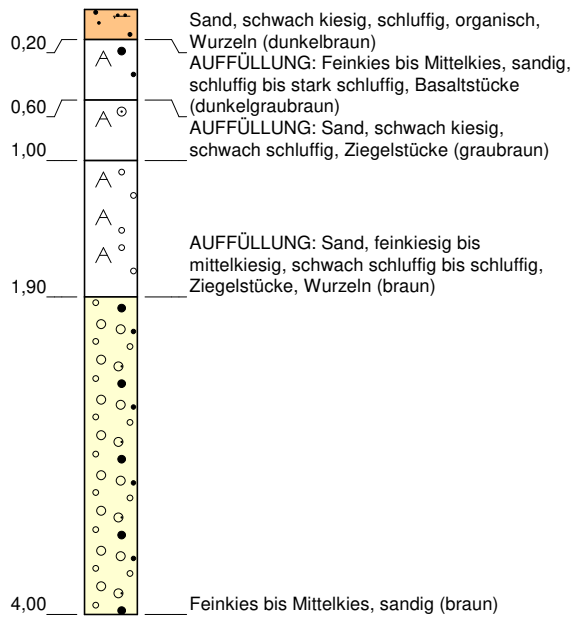 Sand, schwach kiesig, schluffig, organisch,
Wurzeln (dunkelbraun)
0,20
AUFFÜLLUNG: Feinkies bis Mittelkies, sandig,
schluffig bis stark schluffig, Basaltstücke
(dunkelgraubraun)
0,60
AUFFÜLLUNG: Sand, schwach kiesig,
schwach schluffig, Ziegelstücke (graubraun)
1,00
AUFFÜLLUNG: Sand, feinkiesig bis
mittelkiesig, schwach schluffig bis schluffig,
Ziegelstücke, Wurzeln (braun)
1,90
A
A
A
A
A
4,00
Feinkies bis Mittelkies, sandig (braun)